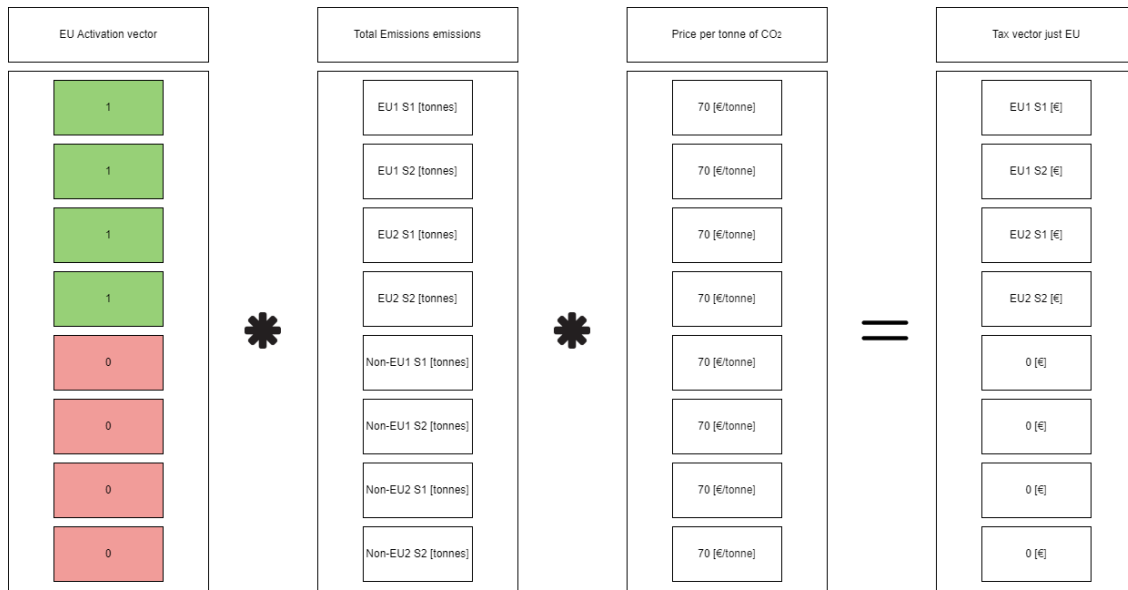 EU Activation vector
Total Emissions emissions
Price per tonne of CO2
Tax vector just EU
1
EU1 S1 [tonnes]
70 [€/tonne]
EU1 S1 [€]
1
EU1 S2 [tonnes]
70 [€/tonne]
EU1 S2 [€]
1
EU2 S1 [tonnes]
70 [€/tonne]
EU2 S1 [€]
1
EU2 S2 [tonnes]
70 [€/tonne]
EU2 S2 [€]
✱
✱
=
0
Non-EU1 S1 [tonnes]
70 [€/tonne]
0 [€]
0
Non-EU1 S2 [tonnes]
70 [€/tonne]
0 [€]
0
Non-EU2 S1 [tonnes]
70 [€/tonne]
0 [€]
0
Non-EU2 S2 [tonnes]
70 [€/tonne]
0 [€]